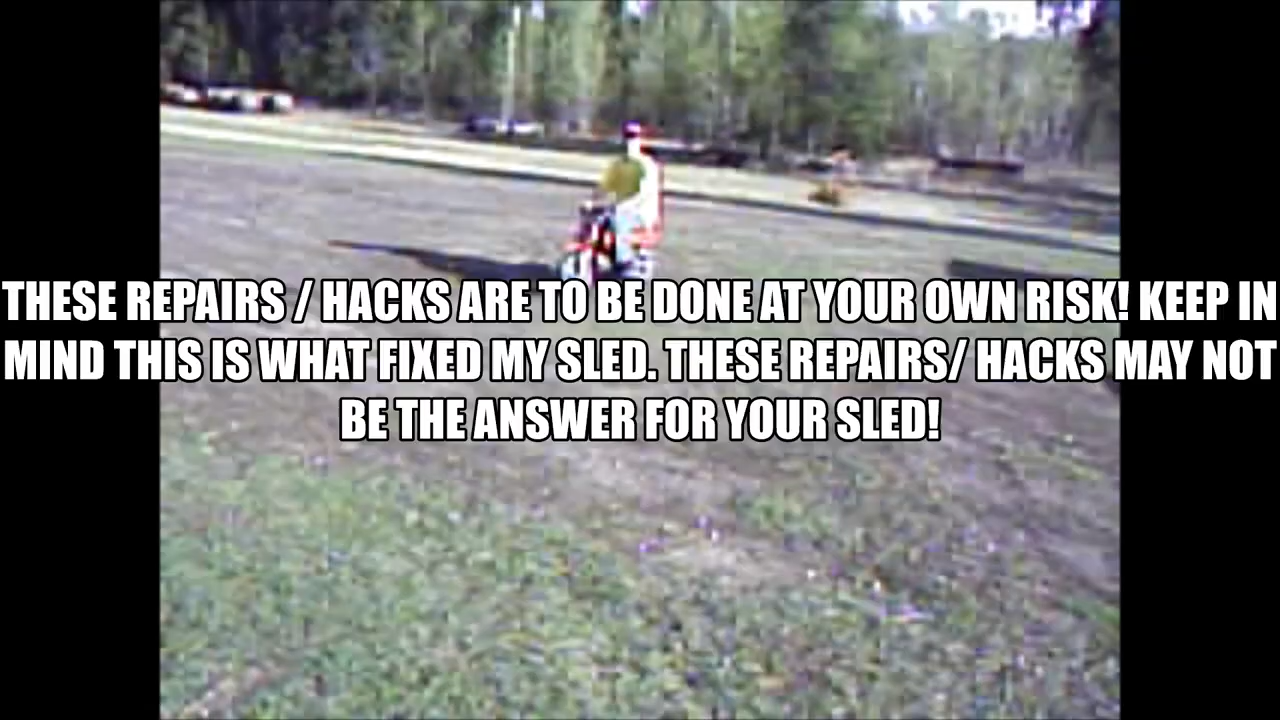 THESE REPAIRS / HACKS ARE TO BE DONE AT YOUR OWN RISK! KEEP IN
MIND THIS IS WHAT FIXED MY SLED. THESE REPAIRS/ HACKS MAY NOT
BE THE ANSWER FOR YOUR SLED!